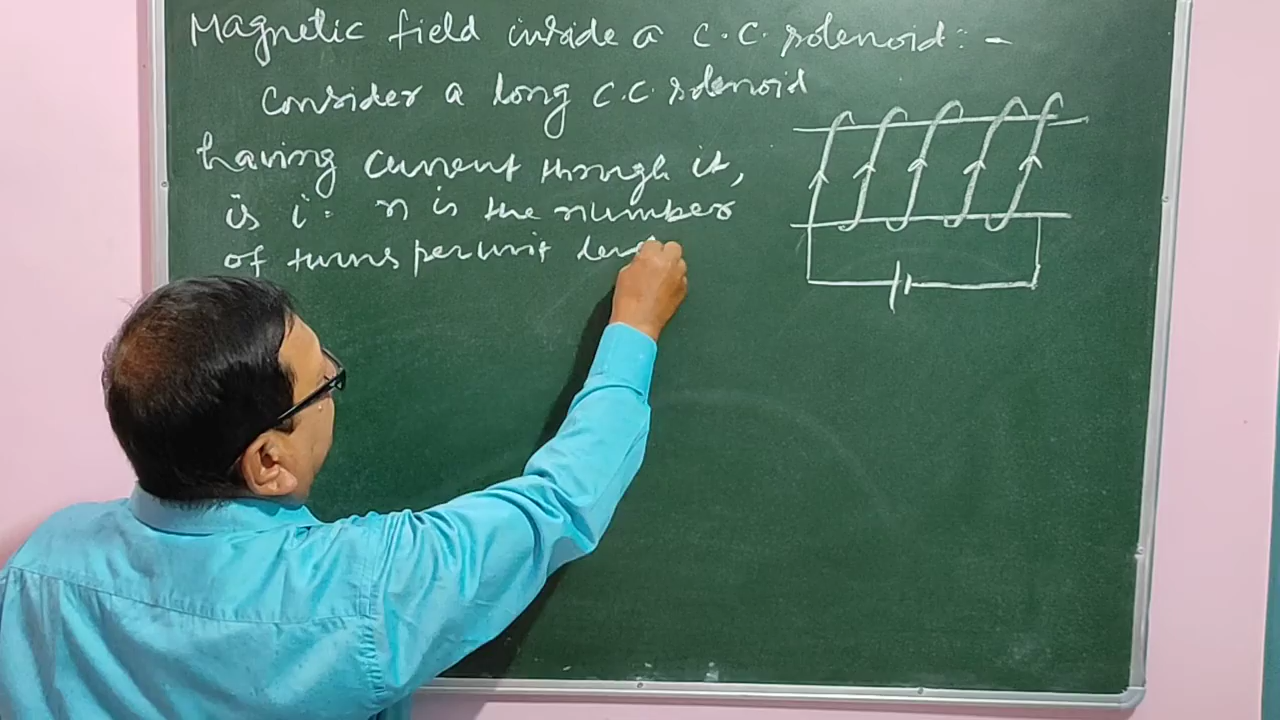 Magnetic field inside a c.c. solenoid: -
Consider a long c.c. solenoid
having current through it,
is i. n is the number
of turns per unit